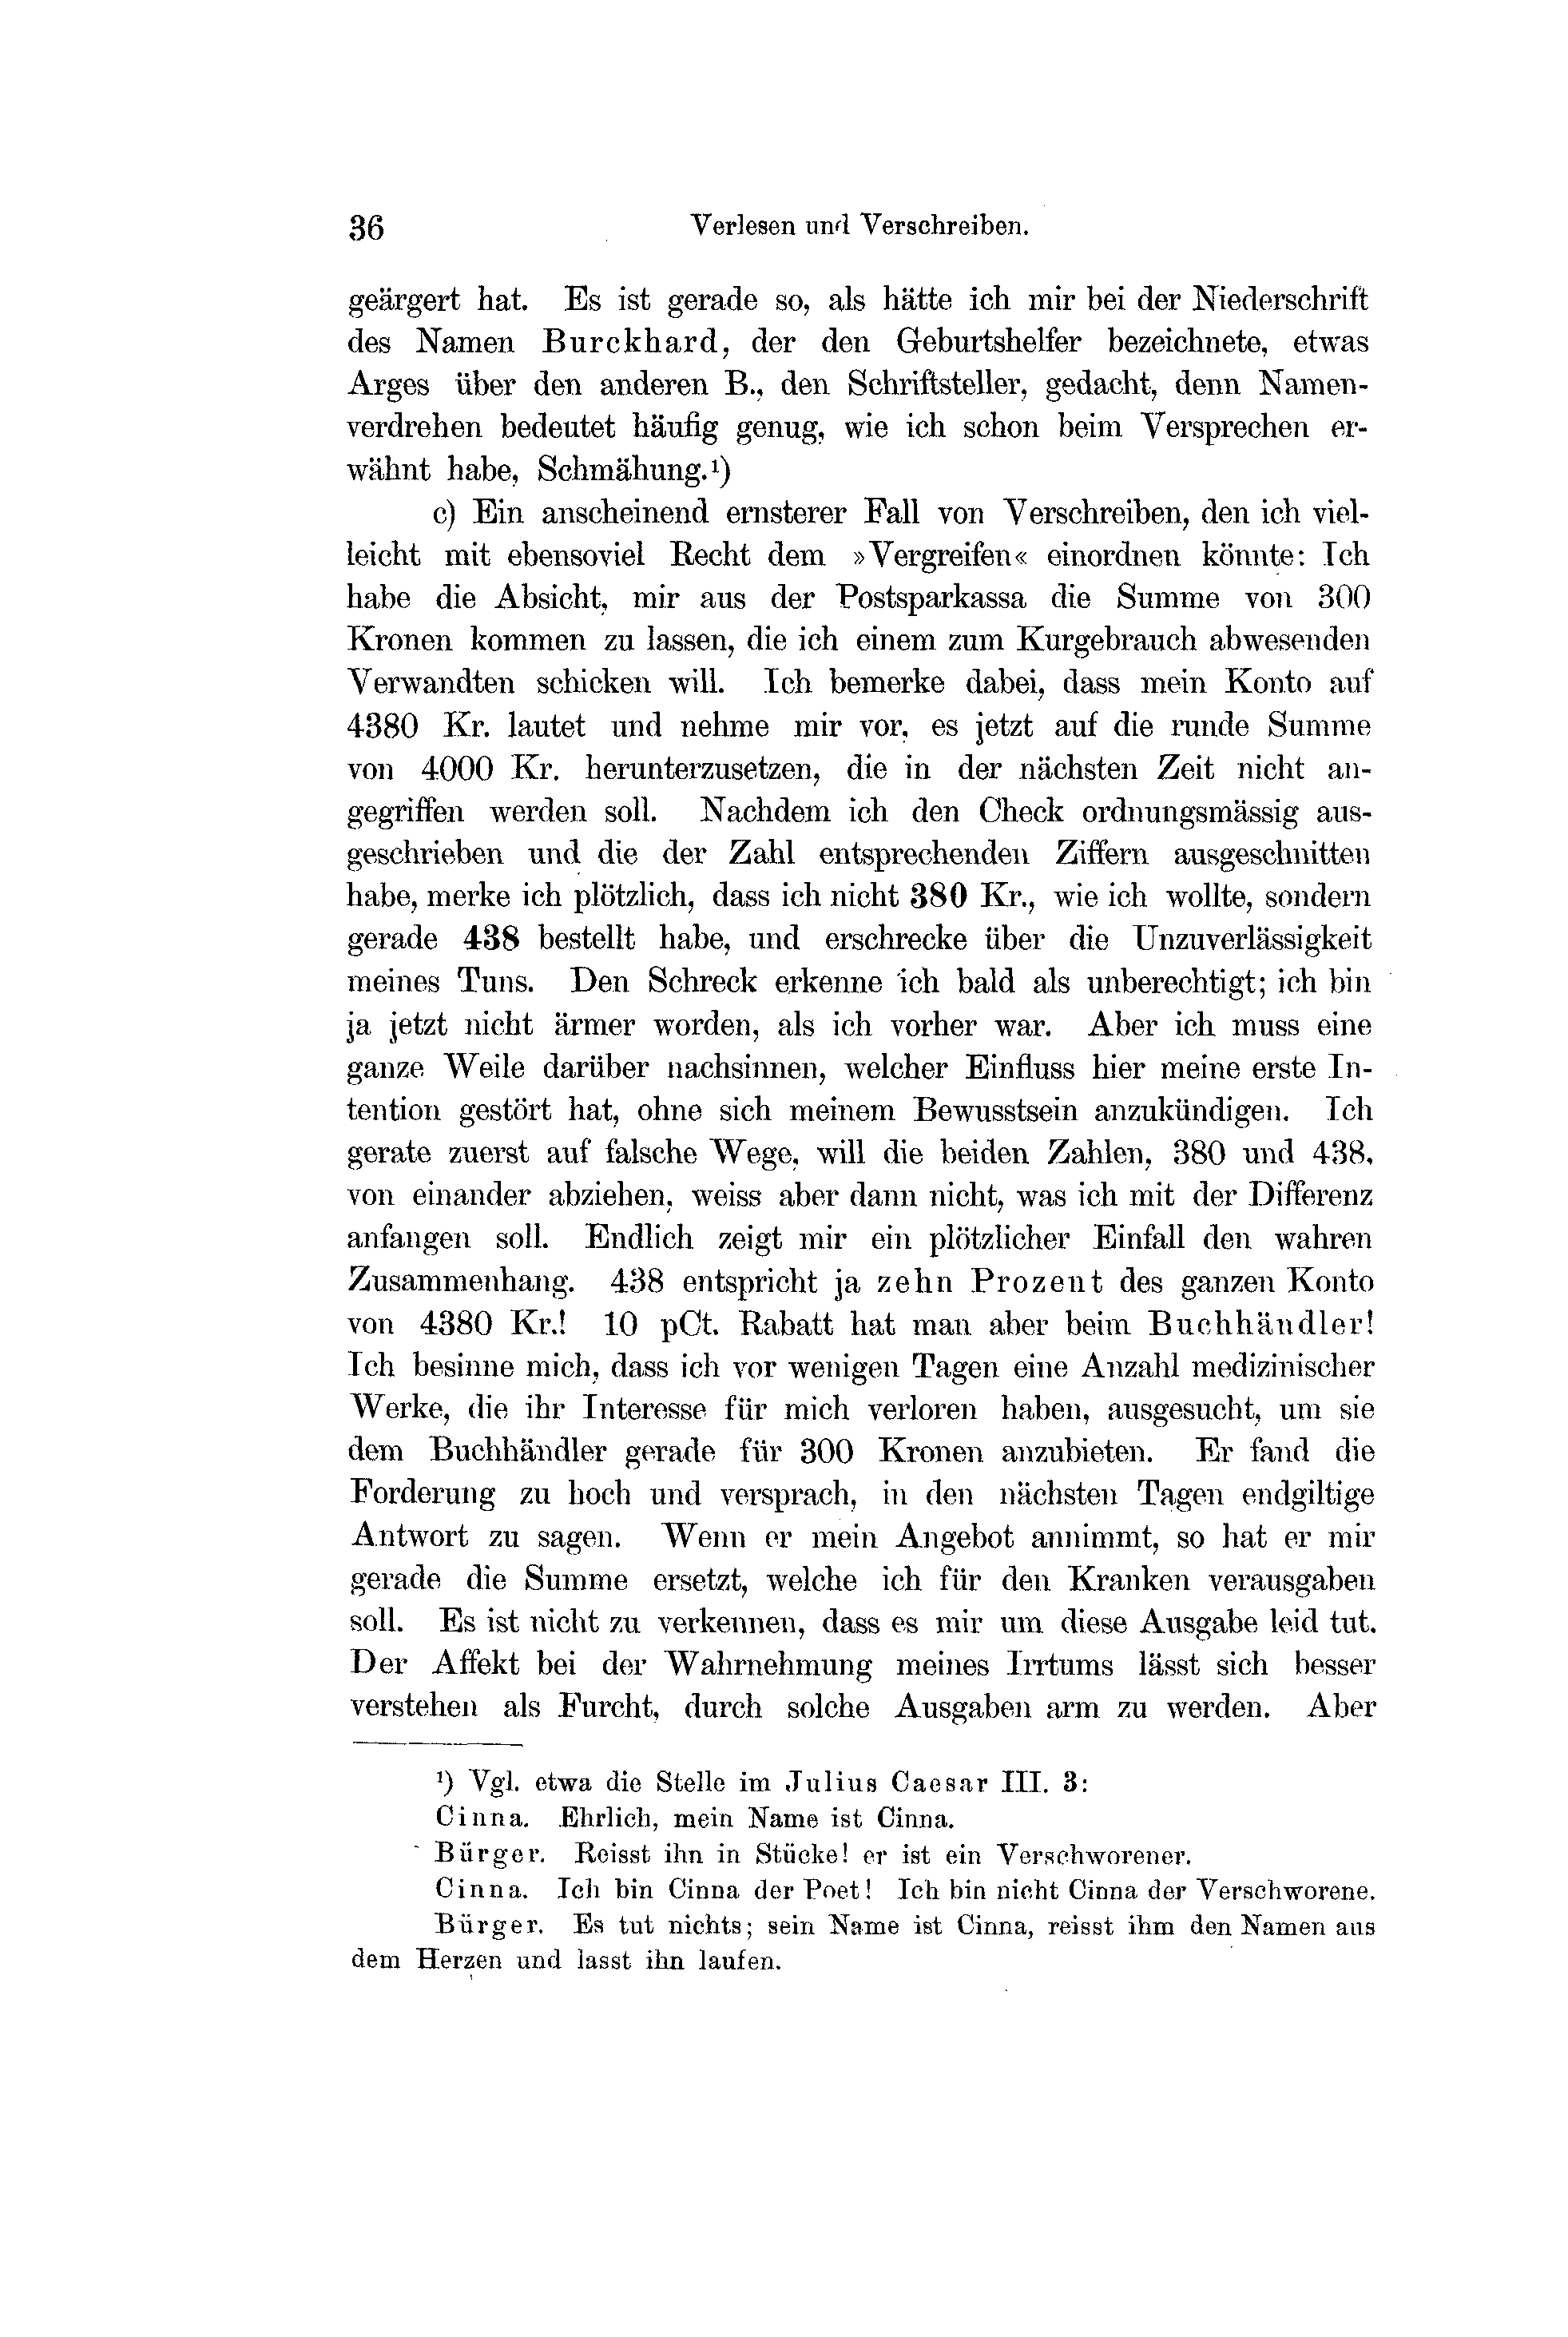 36 Verlesen und Verschreiben.
geärgert hat. Es ist gerade so, als hätte ich mir bei der Niederschrift
des Namen Burckhard, der den Geburtshelfer bezeichnete, etwas
Arges über den anderen B., den Schriftsteller, gedacht, denn Namen-
verdrehen bedeutet häufig genug, wie ich schon beim Versprechen er-
wähnt habe, Schmähung.¹)
c) Ein anscheinend ernsterer Fall von Verschreiben, den ich viel-
leicht mit ebensoviel Recht dem »Vergreifen« einordnen könnte: Ich
habe die Absicht, mir aus der Postsparkassa die Summe von 300
Kronen kommen zu lassen, die ich einem zum Kurgebrauch abwesenden
Verwandten schicken will. Ich bemerke dabei, dass mein Konto auf
4380 Kr. lautet und nehme mir vor, es jetzt auf die runde Summe
von 4000 Kr. herunterzusetzen, die in der nächsten Zeit nicht an-
gegriffen werden soll. Nachdem ich den Check ordnungsmässig aus-
geschrieben und die der Zahl entsprechenden Ziffern ausgeschnitten
habe, merke ich plötzlich, dass ich nicht 380 Kr., wie ich wollte, sondern
gerade 438 bestellt habe, und erschrecke über die Unzuverlässigkeit
meines Tuns. Den Schreck erkenne ich bald als unberechtigt; ich bin
ja jetzt nicht ärmer worden, als ich vorher war. Aber ich muss eine
ganze Weile darüber nachsinnen, welcher Einfluss hier meine erste In-
tention gestört hat, ohne sich meinem Bewusstsein anzukündigen. Ich
gerate zuerst auf falsche Wege, will die beiden Zahlen, 380 und 438,
von einander abziehen, weiss aber dann nicht, was ich mit der Differenz
anfangen soll. Endlich zeigt mir ein plötzlicher Einfall den wahren
Zusammenhang. 438 entspricht ja zehn Prozent des ganzen Konto
von 4380 Kr.! 10 pCt. Rabatt hat man aber beim Buchhändler!
Ich besinne mich, dass ich vor wenigen Tagen eine Anzahl medizinischer
Werke, die ihr Interesse für mich verloren haben, ausgesucht, um sie
dem Buchhändler gerade für 300 Kronen anzubieten. Er fand die
Forderung zu hoch und versprach, in den nächsten Tagen endgiltige
Antwort zu sagen. Wenn er mein Angebot annimmt, so hat er mir
gerade die Summe ersetzt, welche ich für den Kranken verausgaben
soll. Es ist nicht zu verkennen, dass es mir um diese Ausgabe leid tut.
Der Affekt bei der Wahrnehmung meines Irrtums lässt sich besser
verstehen als Furcht, durch solche Ausgaben arm zu werden. Aber
¹) Vgl. etwa die Stelle im Julius Caesar III. 3:
Cinna. Ehrlich, mein Name ist Cinna.
Bürger. Reisst ihn in Stücke! er ist ein Verschworener.
Cinna. Ich bin Cinna der Poet! Ich bin nicht Cinna der Verschworene.
Bürger. Es tut nichts; sein Name ist Cinna, reisst ihm den Namen aus
dem Herzen und lasst ihn laufen.